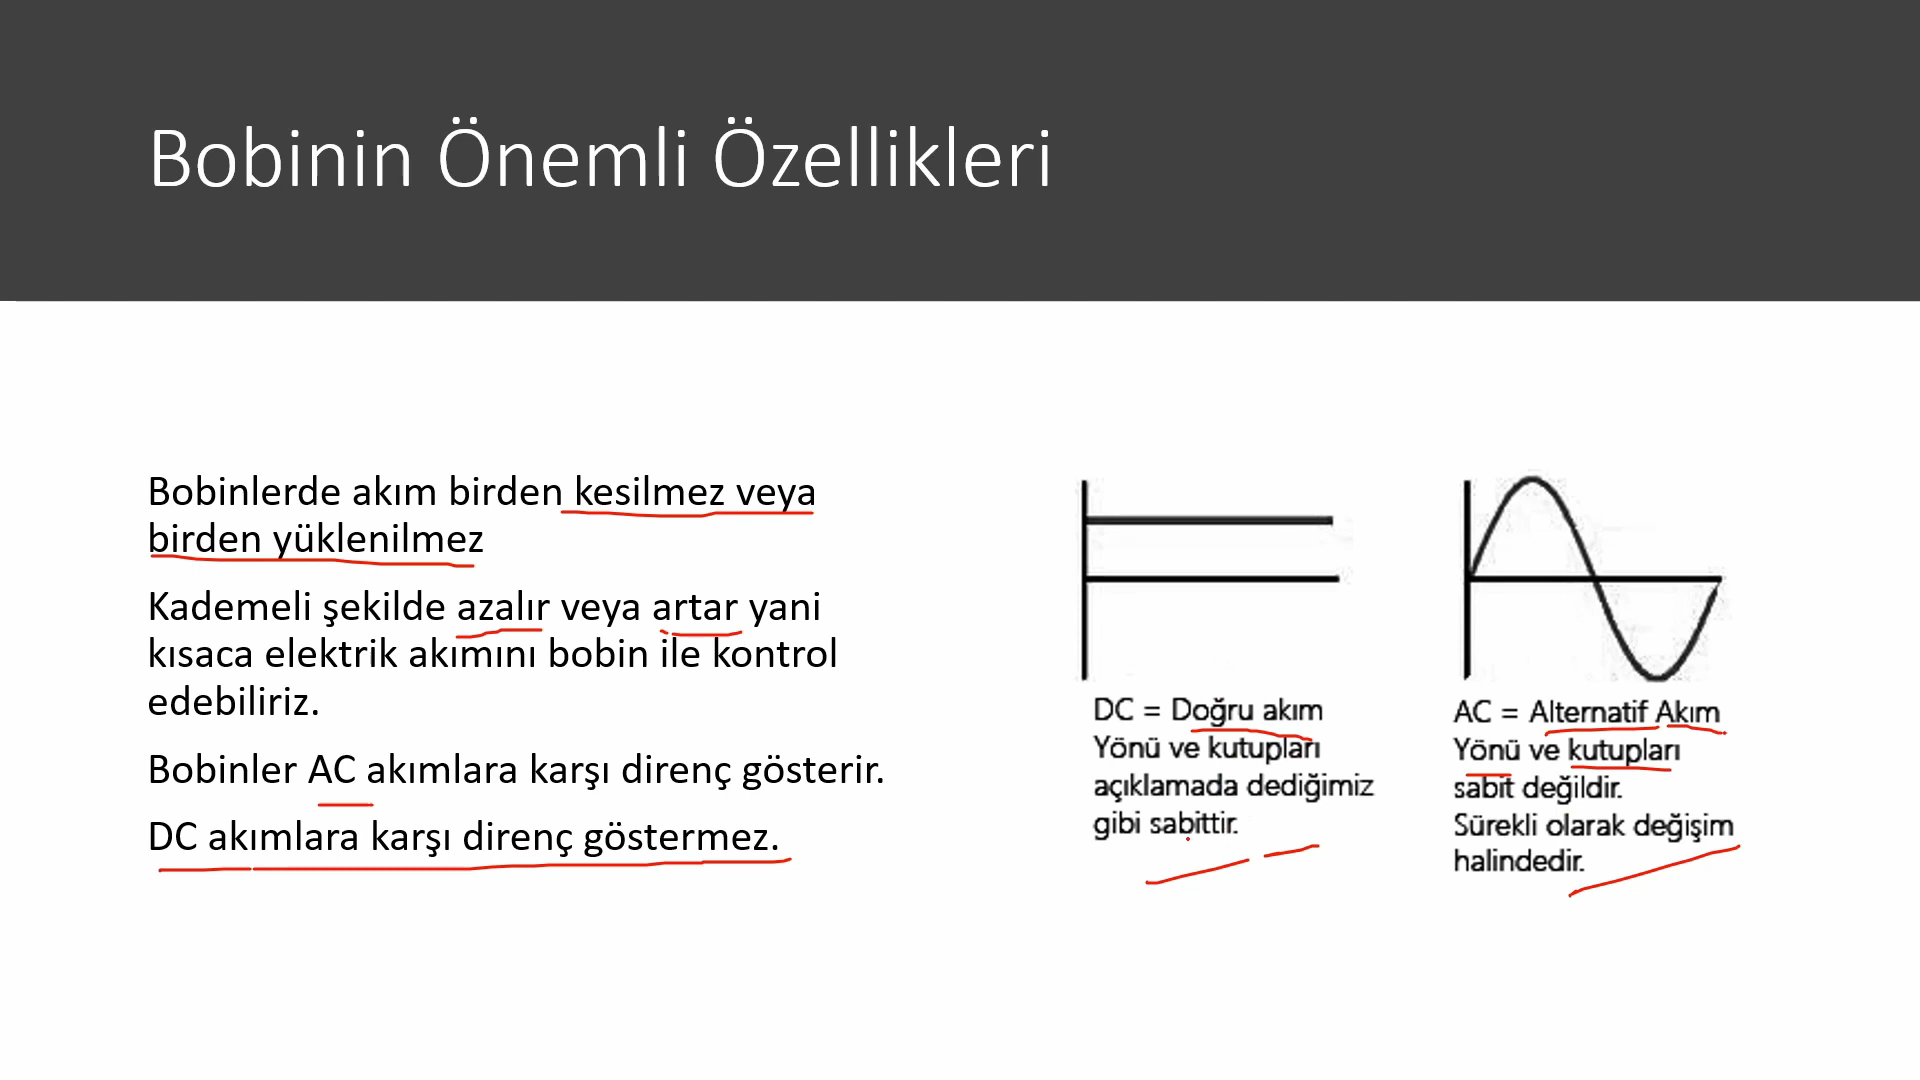 Bobinin Önemli Özellikleri
Bobinlerde akım birden kesilmez veya
birden yüklenilmez
Kademeli şekilde azalır veya artar yani
kısaca elektrik akımını bobin ile kontrol
edebiliriz.
Bobinler AC akımlara karşı direnç gösterir.
DC akımlara karşı direnç göstermez.
DC = Doğru akım
Yönü ve kutupları
açıklamada dediğimiz
gibi sabittir.
AC = Alternatif Akım
Yönü ve kutupları
sabit değildir.
Sürekli olarak değişim
halindedir.